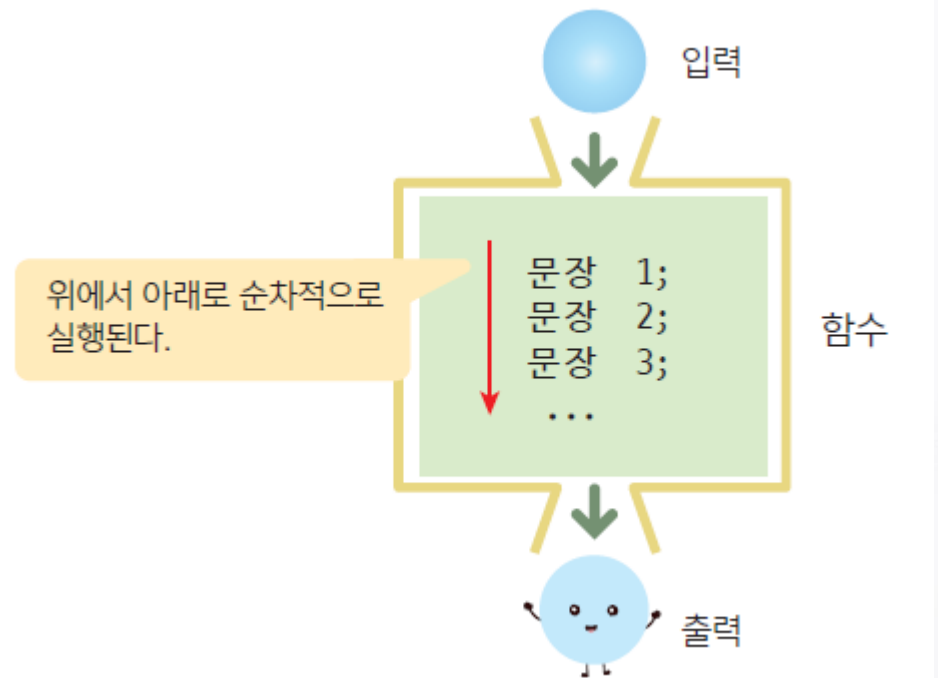 입력
위에서 아래로 순차적으로
실행된다.
문장 1;
문장 2;
문장 3;
...
함수
출력